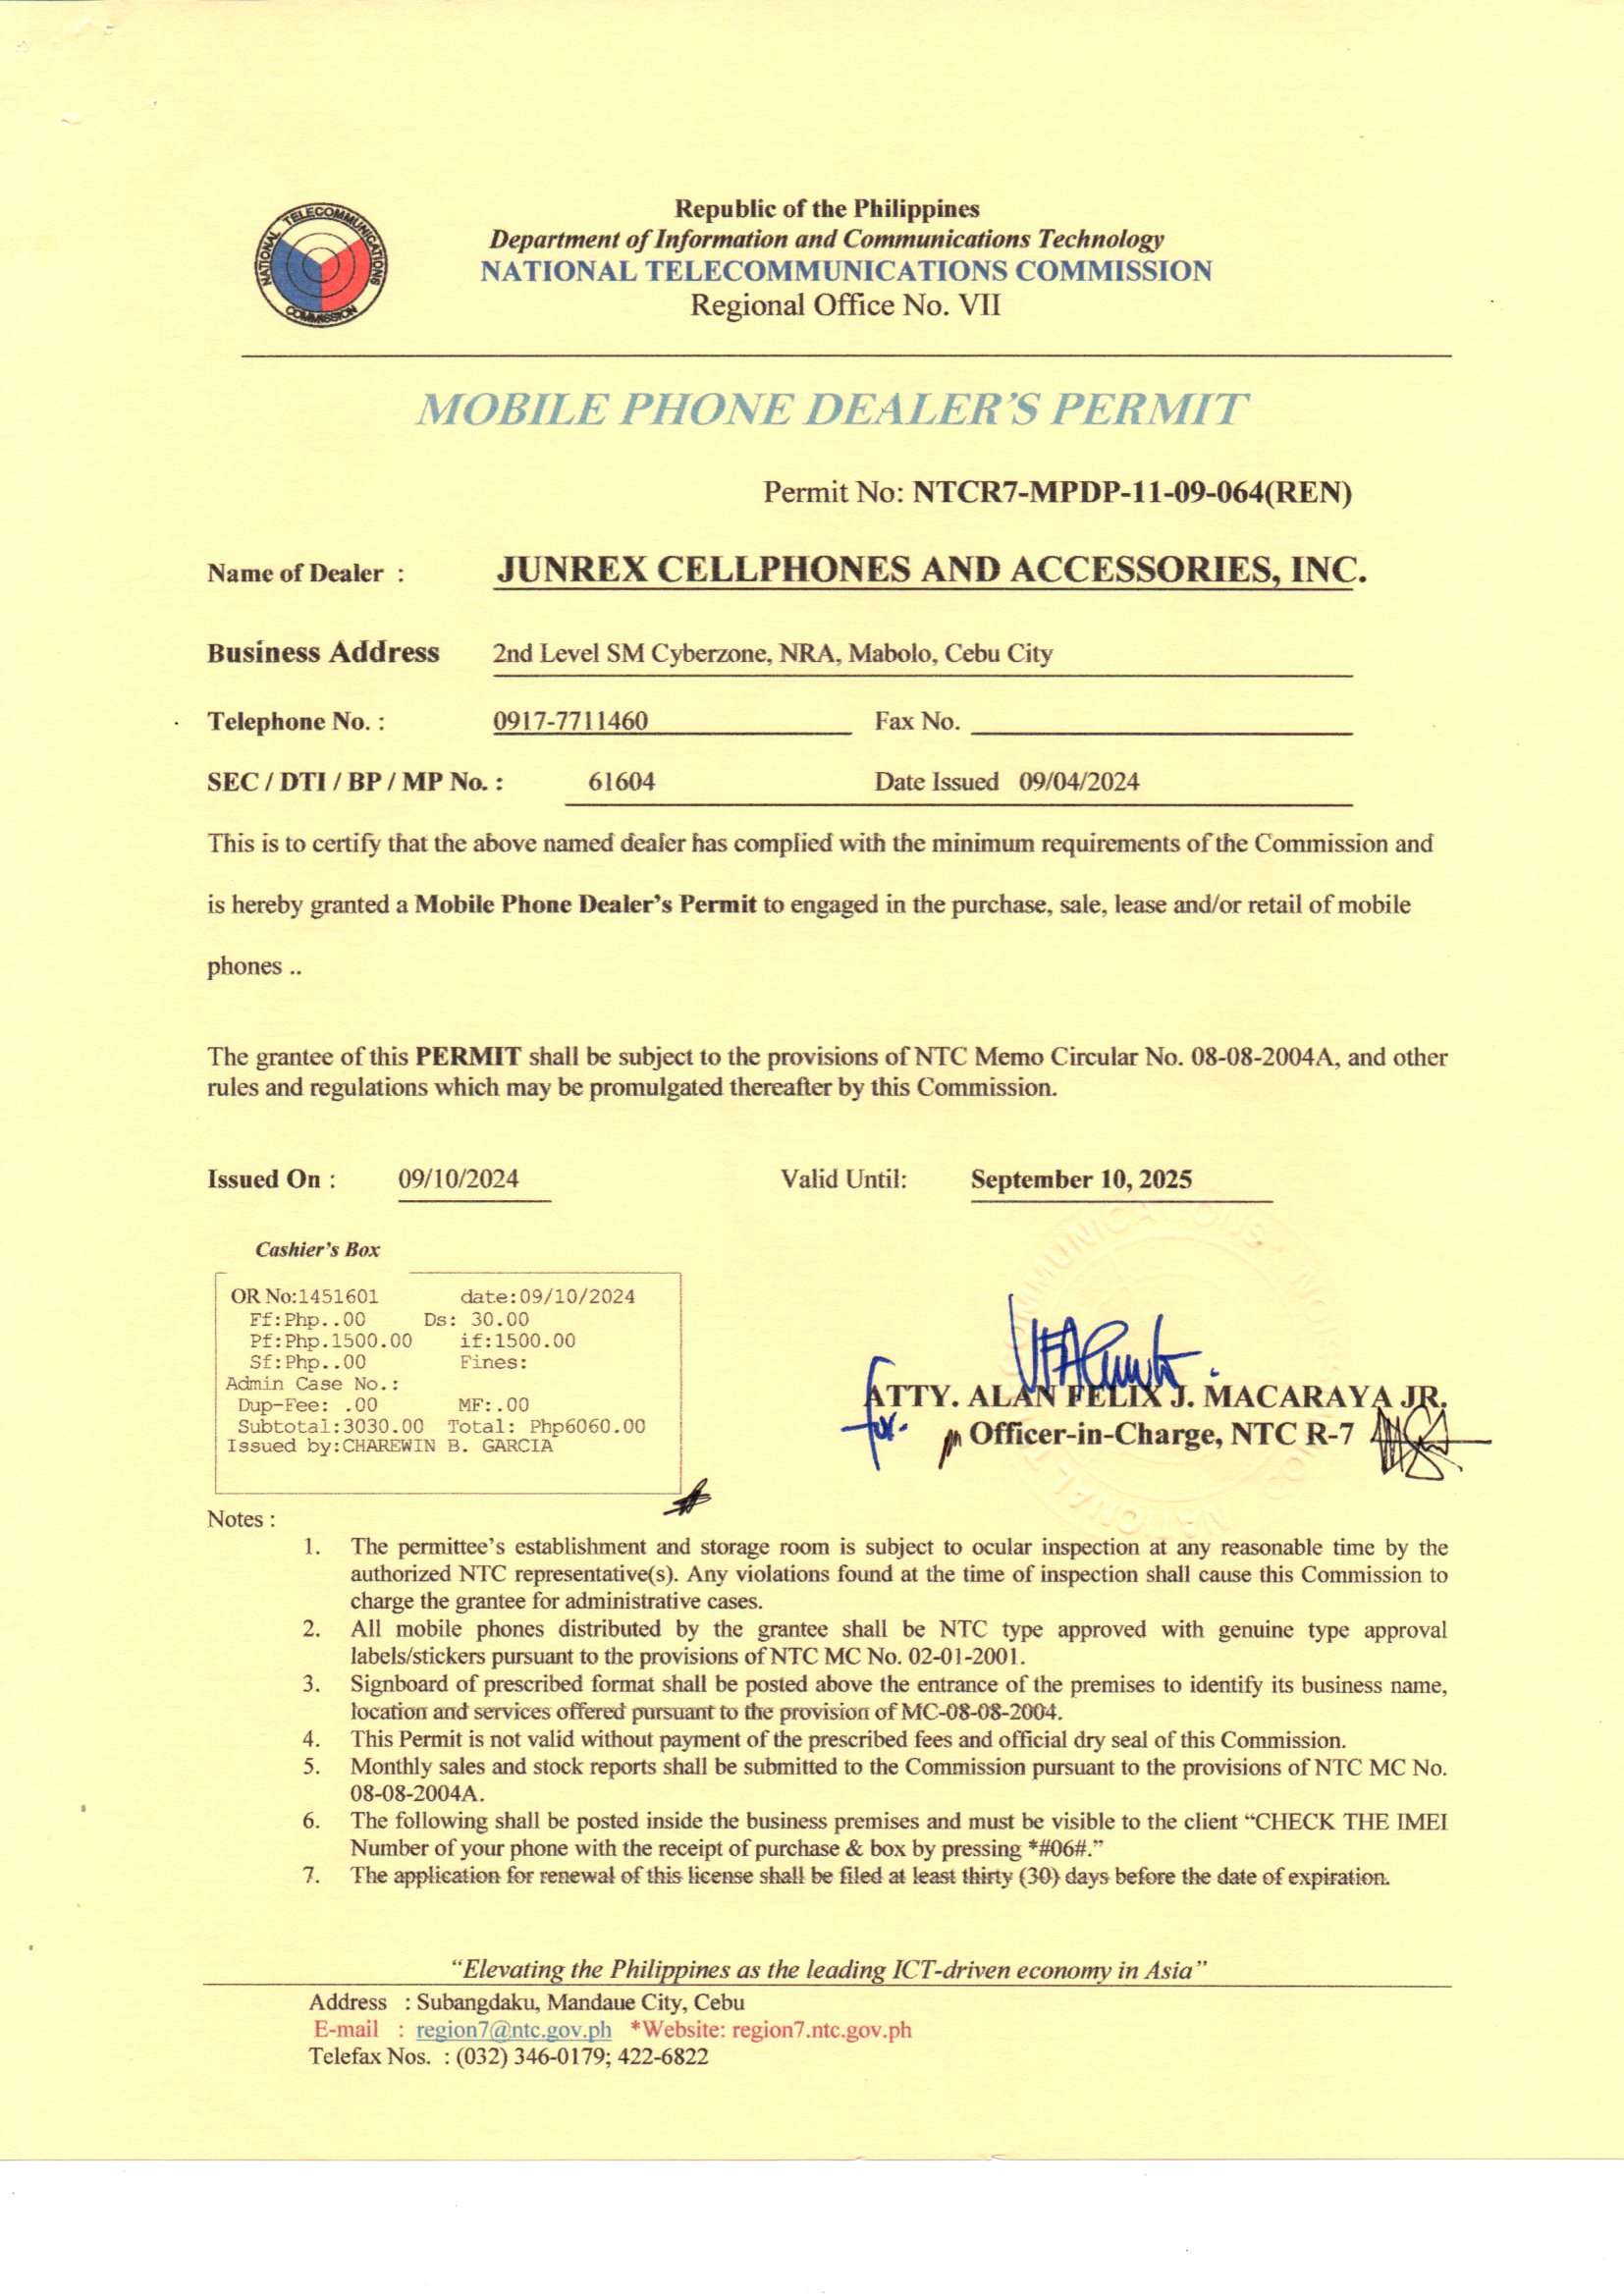 NATIONAL TELECOMMUNICATIONS COMMISSION
Republic of the Philippines
Department of Information and Communications Technology
NATIONAL TELECOMMUNICATIONS COMMISSION
Regional Office No. VII
MOBILE PHONE DEALER'S PERMIT
Permit No: NTCR7-MPDP-11-09-064(REN)
Name of Dealer : JUNREX CELLPHONES AND ACCESSORIES, INC.
Business Address 2nd Level SM Cyberzone, NRA, Mabolo, Cebu City
Telephone No. : 0917-7711460 Fax No.
SEC / DTI / BP / MP No. : 61604 Date Issued 09/04/2024
This is to certify that the above named dealer has complied with the minimum requirements of the Commission and
is hereby granted a Mobile Phone Dealer's Permit to engaged in the purchase, sale, lease and/or retail of mobile
phones ..
The grantee of this PERMIT shall be subject to the provisions of NTC Memo Circular No. 08-08-2004A, and other
rules and regulations which may be promulgated thereafter by this Commission.
Issued On : 09/10/2024 Valid Until: September 10, 2025
Cashier's Box
OR No:1451601 date:09/10/2024
Ff:Php..00 Ds: 30.00
Pf:Php.1500.00 if:1500.00
Sf:Php..00 Fines:
Admin Case No.:
Dup-Fee: .00 MF:.00
Subtotal:3030.00 Total: Php6060.00
Issued by:CHAREWIN B. GARCIA
ATTY. ALAN FELIX J. MACARAYA JR.
for. Officer-in-Charge, NTC R-7
Notes :
1. The permittee's establishment and storage room is subject to ocular inspection at any reasonable time by the
authorized NTC representative(s). Any violations found at the time of inspection shall cause this Commission to
charge the grantee for administrative cases.
2. All mobile phones distributed by the grantee shall be NTC type approved with genuine type approval
labels/stickers pursuant to the provisions of NTC MC No. 02-01-2001.
3. Signboard of prescribed format shall be posted above the entrance of the premises to identify its business name,
location and services offered pursuant to the provision of MC-08-08-2004.
4. This Permit is not valid without payment of the prescribed fees and official dry seal of this Commission.
5. Monthly sales and stock reports shall be submitted to the Commission pursuant to the provisions of NTC MC No.
08-08-2004A.
6. The following shall be posted inside the business premises and must be visible to the client “CHECK THE IMEI
Number of your phone with the receipt of purchase & box by pressing *#06#.”
7. The application for renewal of this license shall be filed at least thirty (30) days before the date of expiration.
“Elevating the Philippines as the leading ICT-driven economy in Asia”
Address : Subangdaku, Mandaue City, Cebu
E-mail : region7@ntc.gov.ph *Website: region7.ntc.gov.ph
Telefax Nos. : (032) 346-0179; 422-6822